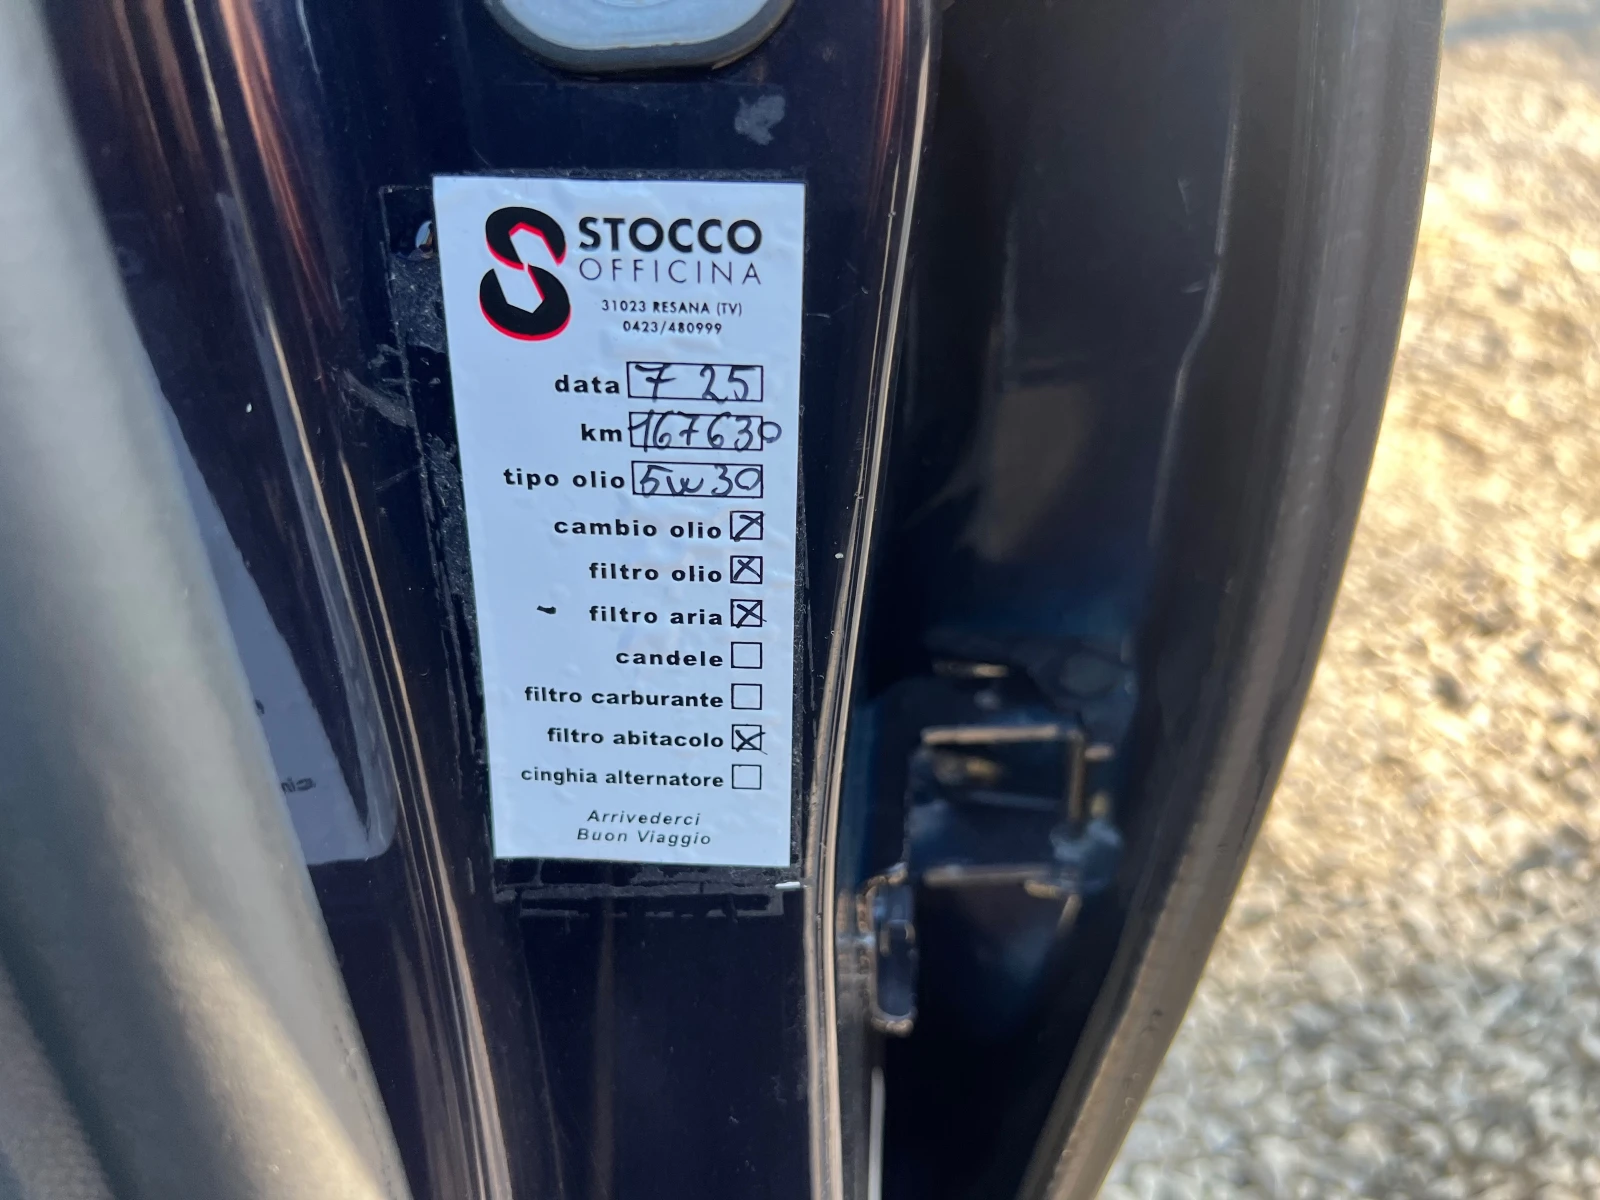 STOCCO
OFFICINA
31023 RESANA (TV)
0423/480999
data 7 25
km 167630
tipo olio 5w30
cambio olio
filtro olio
- filtro aria
candele
filtro carburante
filtro abitacolo
cinghia alternatore
Arrivederci
Buon Viaggio